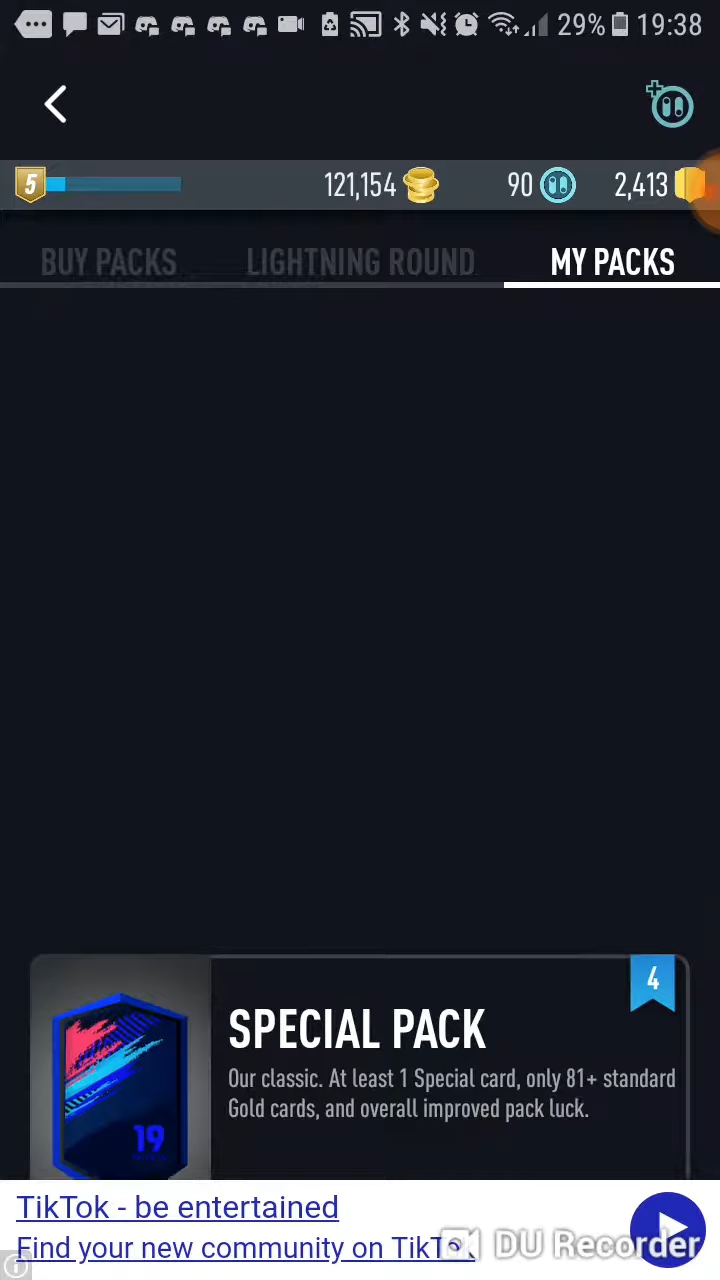 29% 19:38
5 121,154 90 2,413
BUY PACKS LIGHTNING ROUND MY PACKS
4
SPECIAL PACK
Our classic. At least 1 Special card, only 81+ standard
Gold cards, and overall improved pack luck.
19
TikTok - be entertained
Find your new community on TikTok
DU Recorder